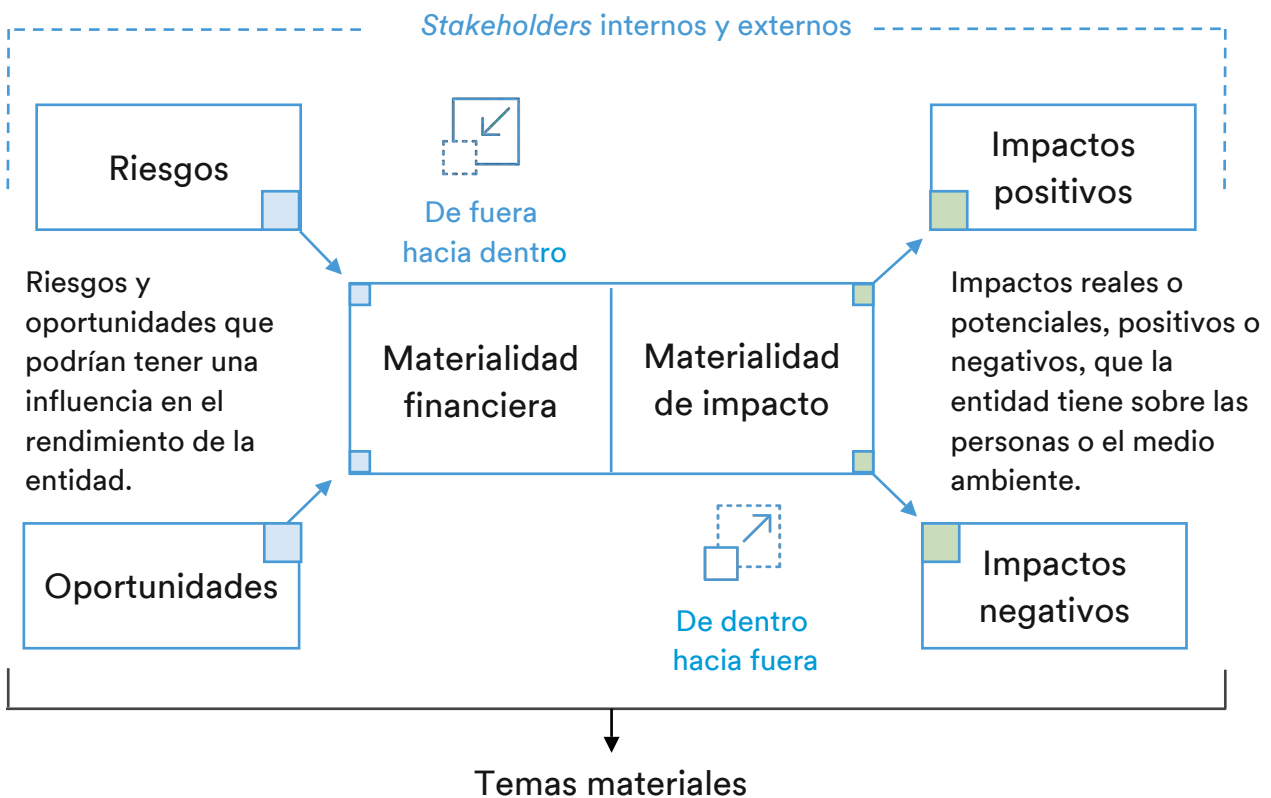 Stakeholders internos y externos
Riesgos
De fuera
hacia dentro
Impactos
positivos
Riesgos y
oportunidades que
podrían tener una
influencia en el
rendimiento de la
entidad.
Materialidad
financiera
Materialidad
de impacto
Impactos reales o
potenciales, positivos o
negativos, que la
entidad tiene sobre las
personas o el medio
ambiente.
Oportunidades
De dentro
hacia fuera
Impactos
negativos
Temas materiales